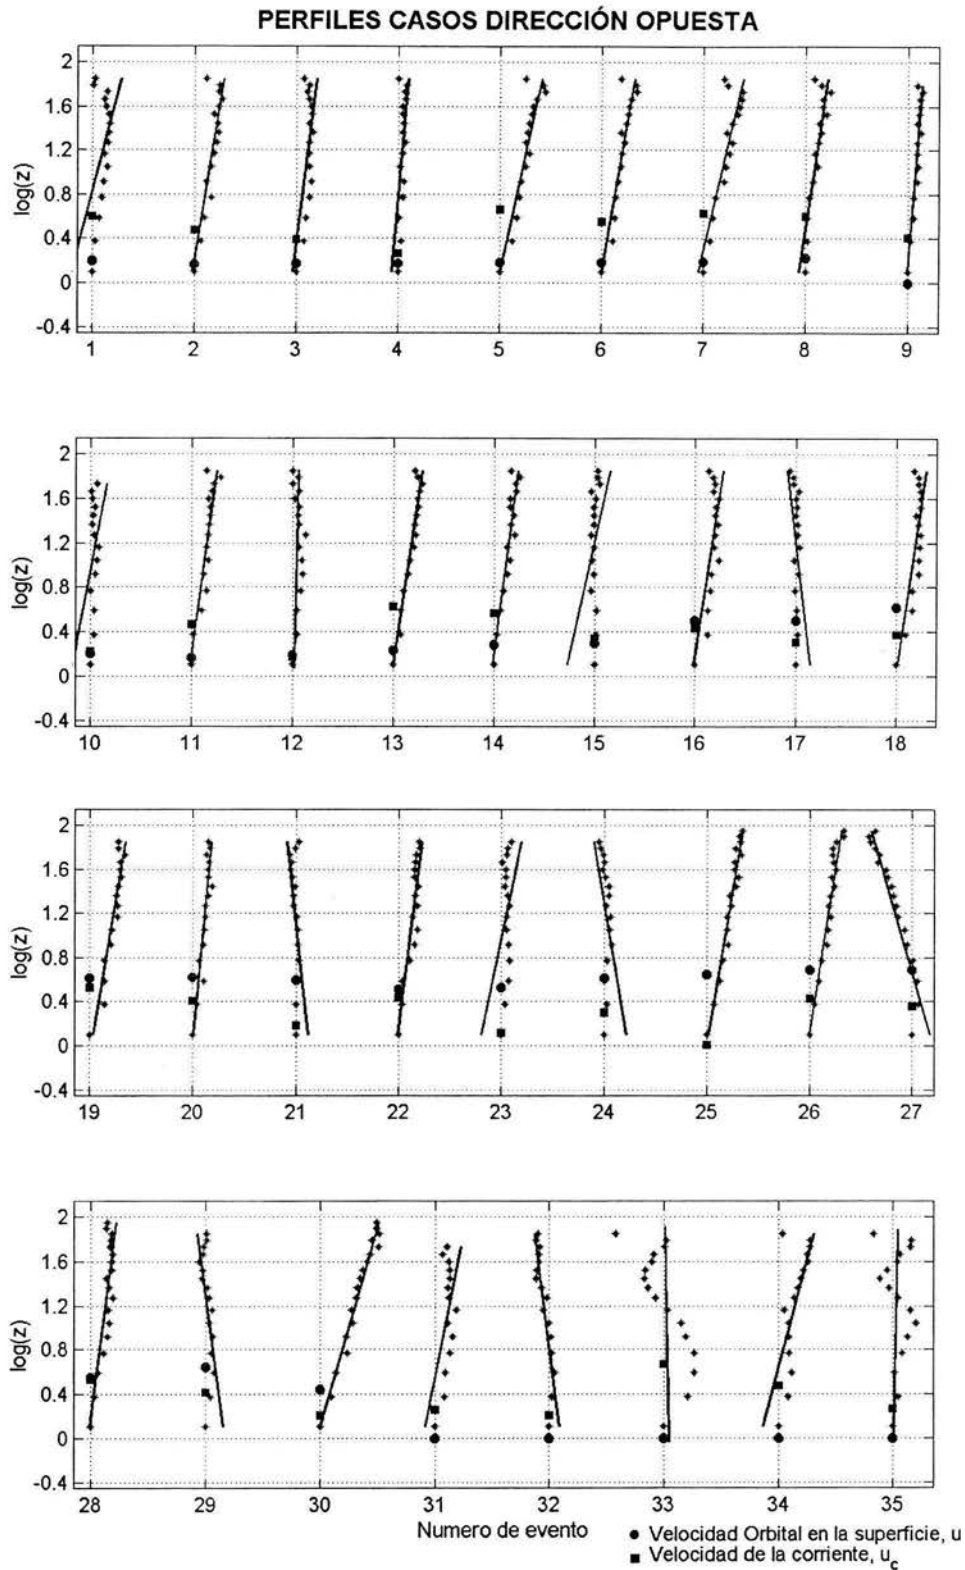 PERFILES CASOS DIRECCIÓN OPUESTA
log(z)
2
1.6
1.2
0.8
0.4
0
-0.4
1 2 3 4 5 6 7 8 9
log(z)
2
1.6
1.2
0.8
0.4
0
-0.4
10 11 12 13 14 15 16 17 18
log(z)
2
1.6
1.2
0.8
0.4
0
-0.4
19 20 21 22 23 24 25 26 27
log(z)
2
1.6
1.2
0.8
0.4
0
-0.4
28 29 30 31 32 33 34 35
Numero de evento
Velocidad Orbital en la superficie, u
Velocidad de la corriente, u_c